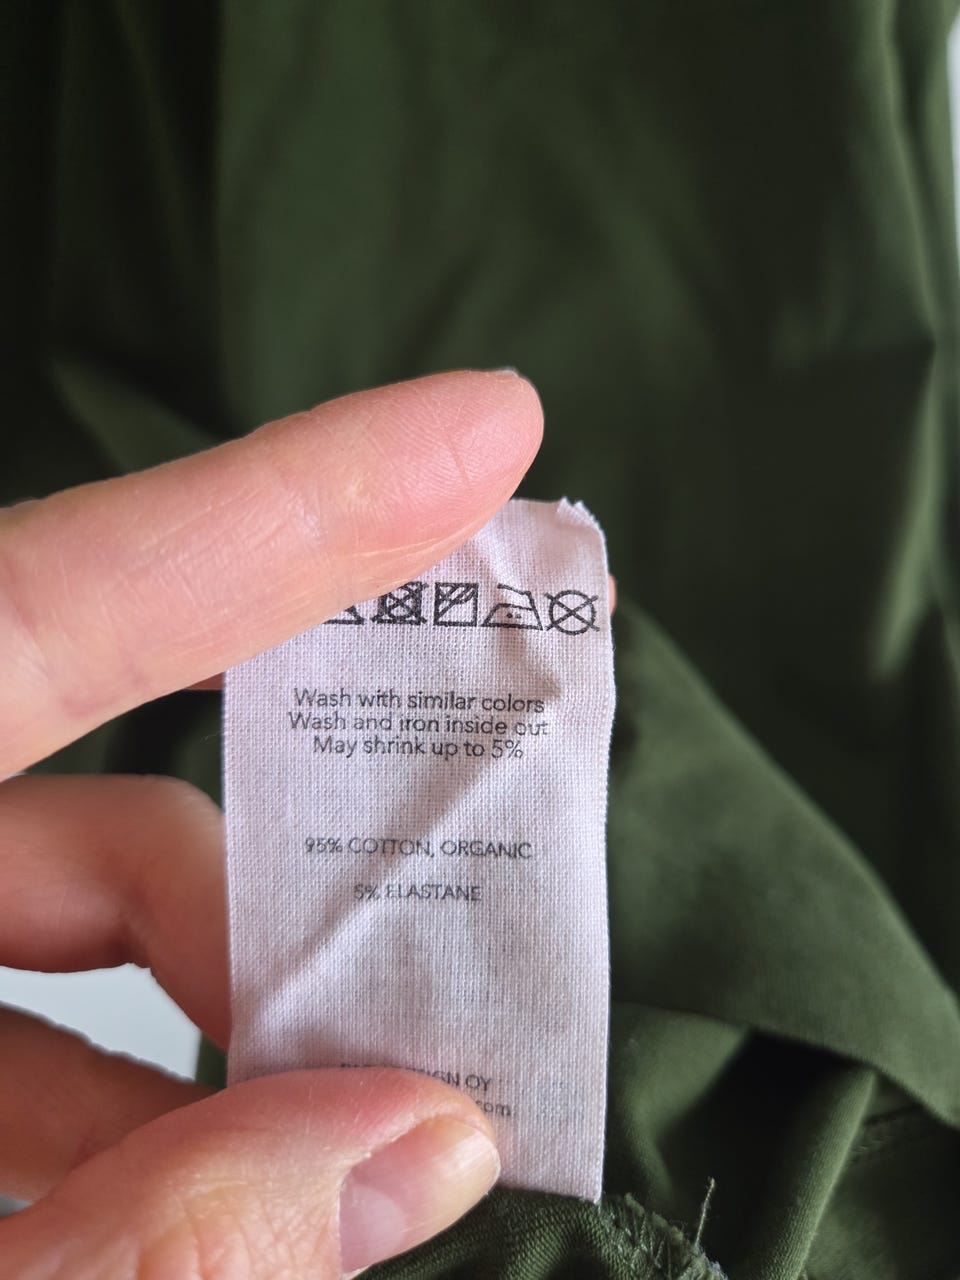 Wash with similar colors
Wash and iron inside out
May shrink up to 5%
95% COTTON, ORGANIC
5% ELASTANE
OY